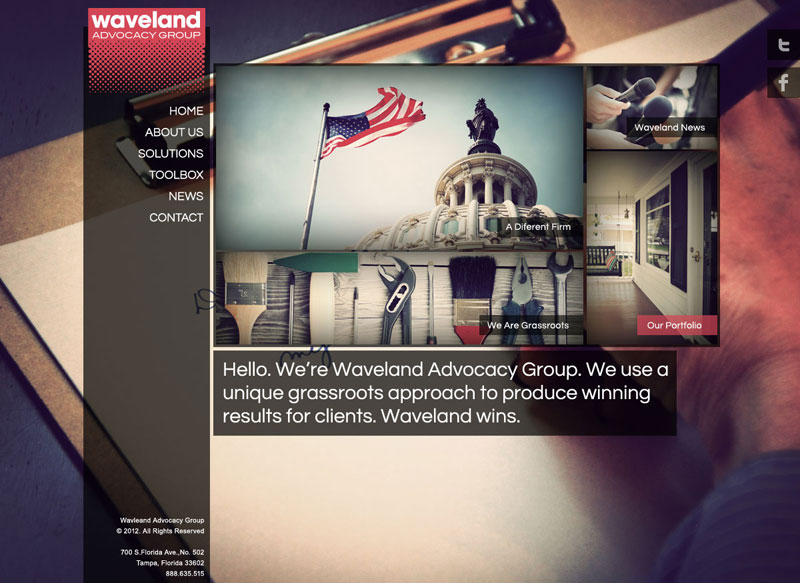 waveland
ADVOCACY GROUP
HOME
ABOUT US
SOLUTIONS
TOOLBOX
NEWS
CONTACT
Waveland News
A Diferent Firm
We Are Grassroots
Our Portfolio
Hello. We’re Waveland Advocacy Group. We use a
unique grassroots approach to produce winning
results for clients. Waveland wins.
Wavleand Advocacy Group
© 2012. All Rights Reserved
700 S.Florida Ave.,No. 502
Tampa, Florida 33602
888.635.515
my